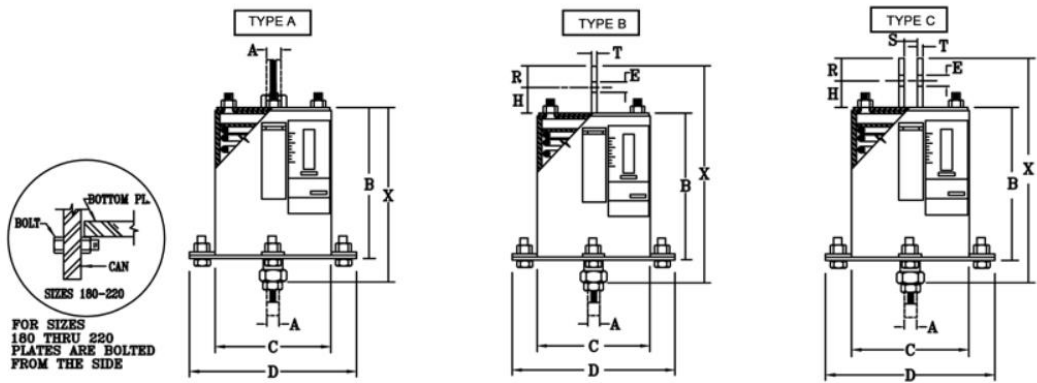 TYPE A
A
B
X
A
C
D
BOLT
BOTTOM PL.
CAN
SIZES 180-220
FOR SIZES
180 THRU 220
PLATES ARE BOLTED
FROM THE SIDE
TYPE B
T
R
E
H
B
X
A
C
D
TYPE C
S
T
R
E
H
B
X
A
C
D